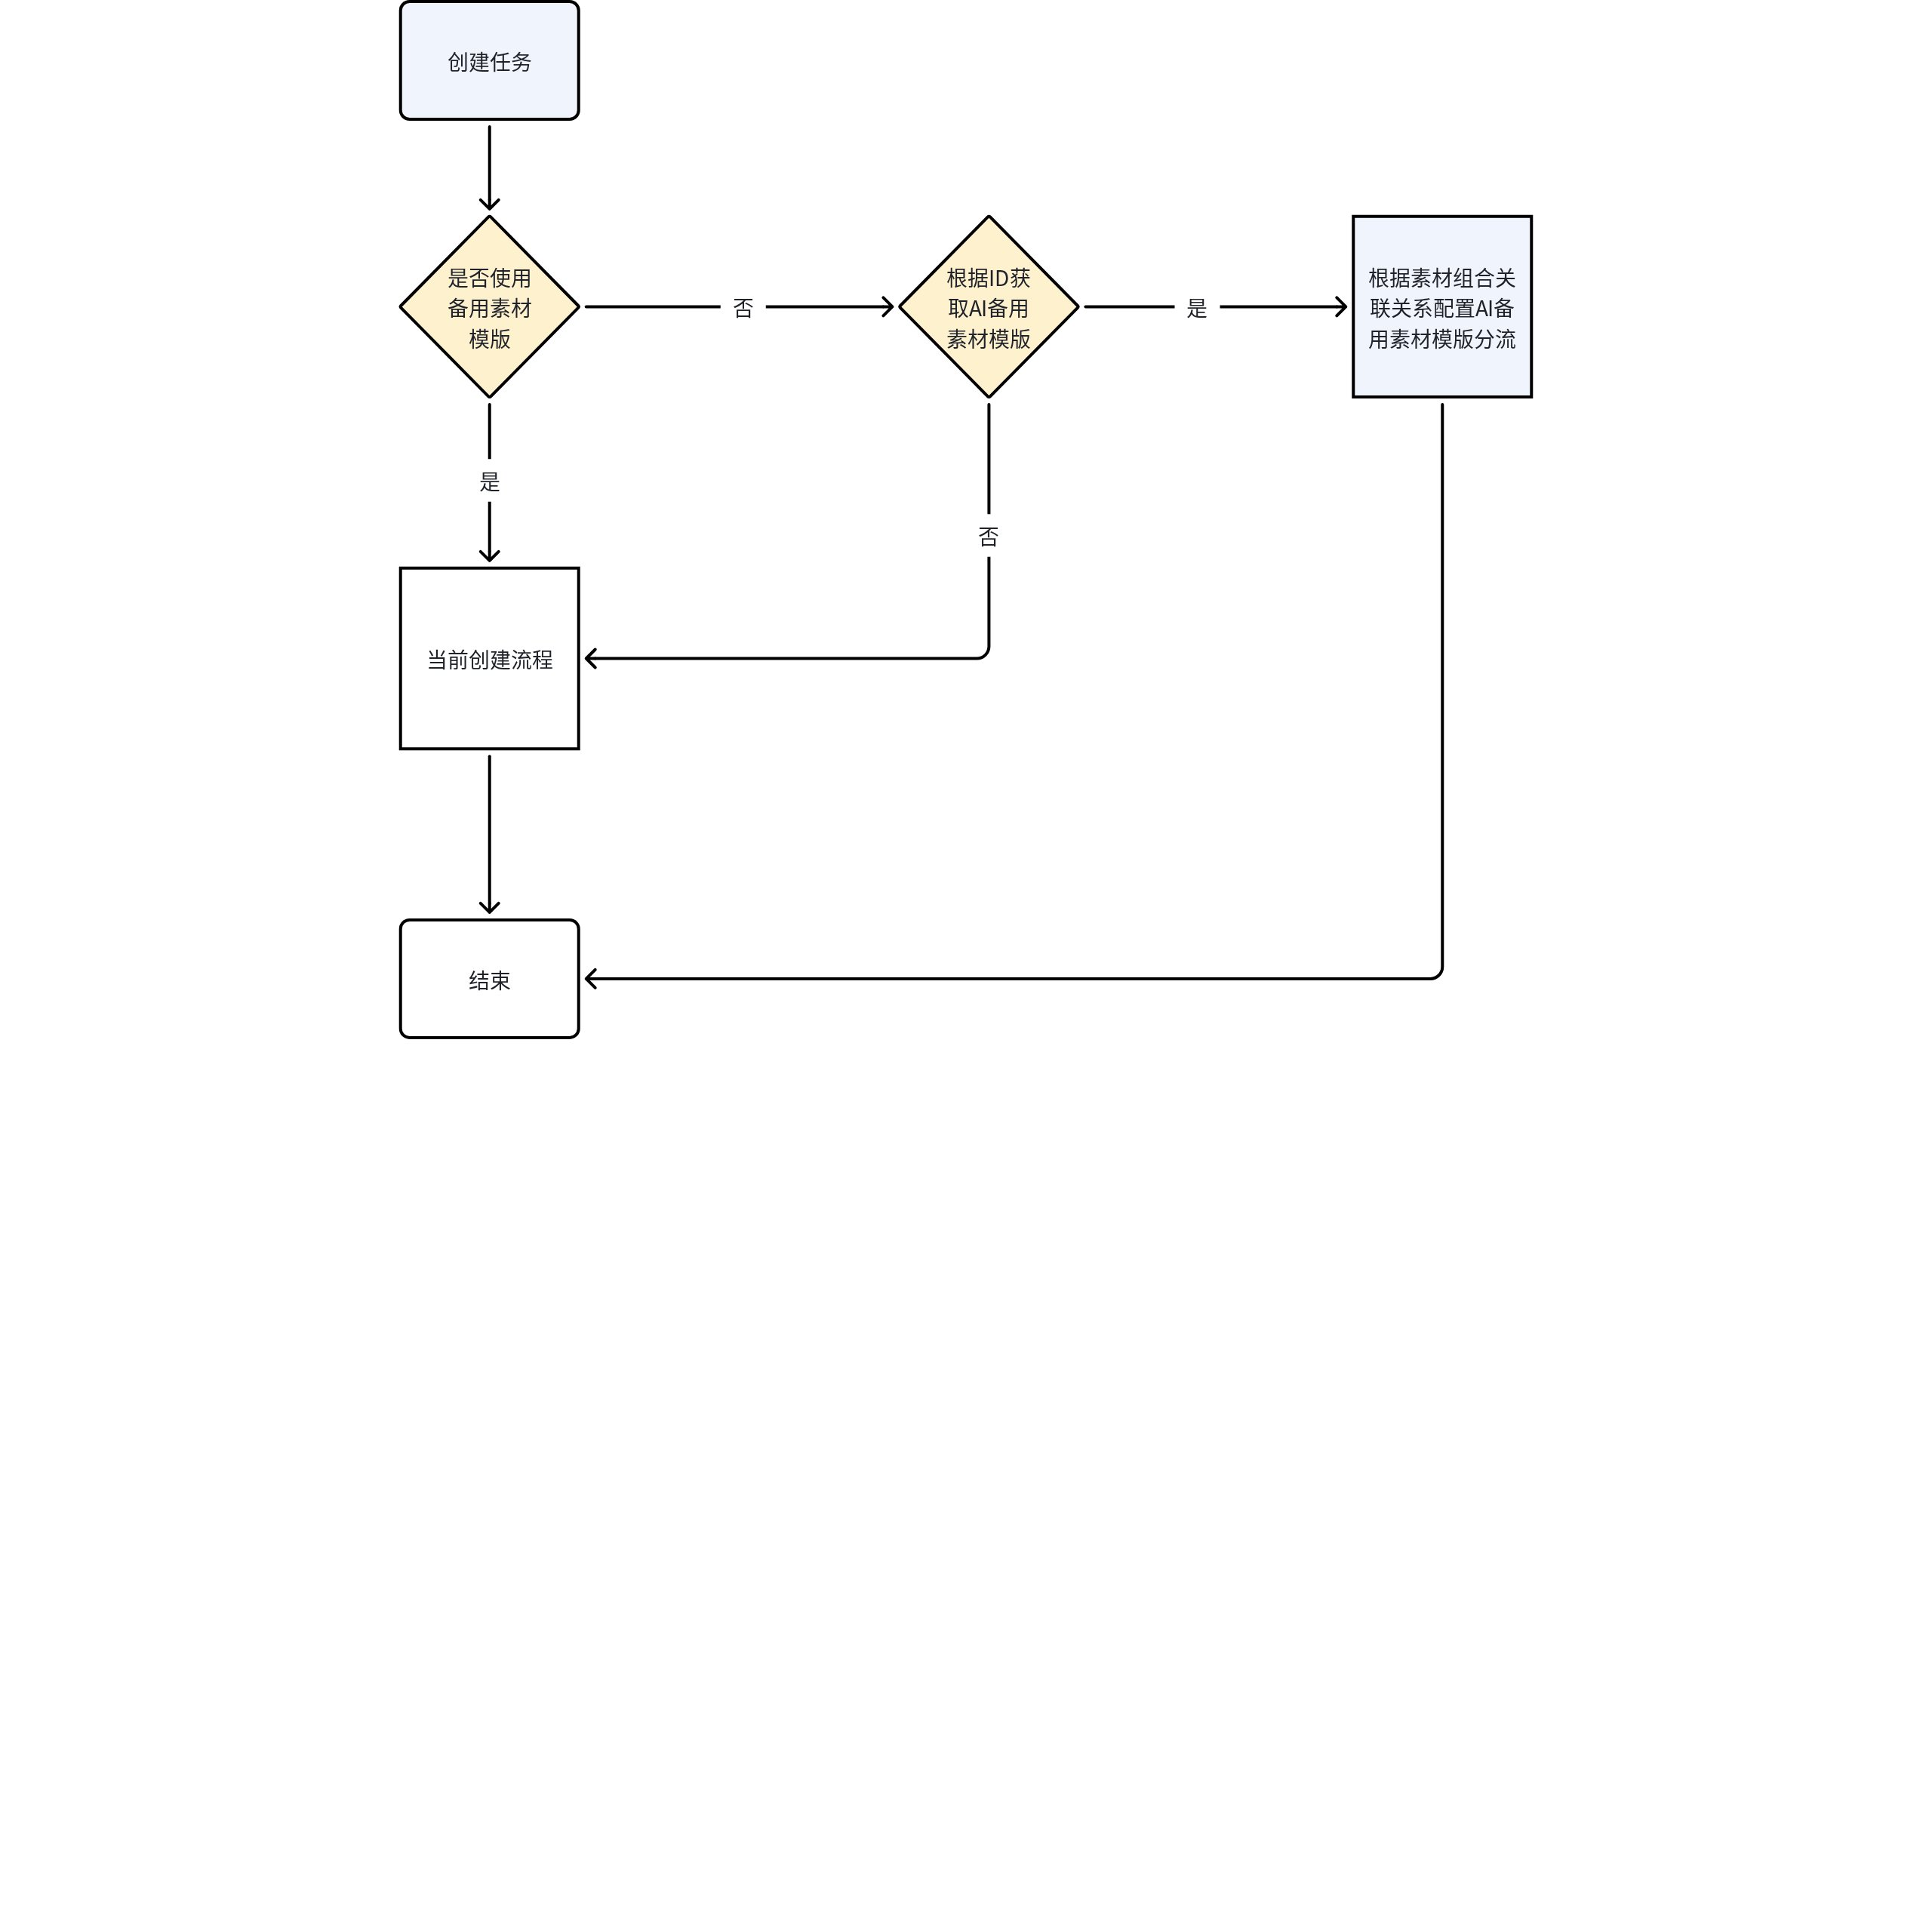 创建任务
是否使用
备用素材
模版
否
根据ID获
取AI备用
素材模版
是
根据素材组合关
联关系配置AI备
用素材模版分流
是
否
当前创建流程
结束